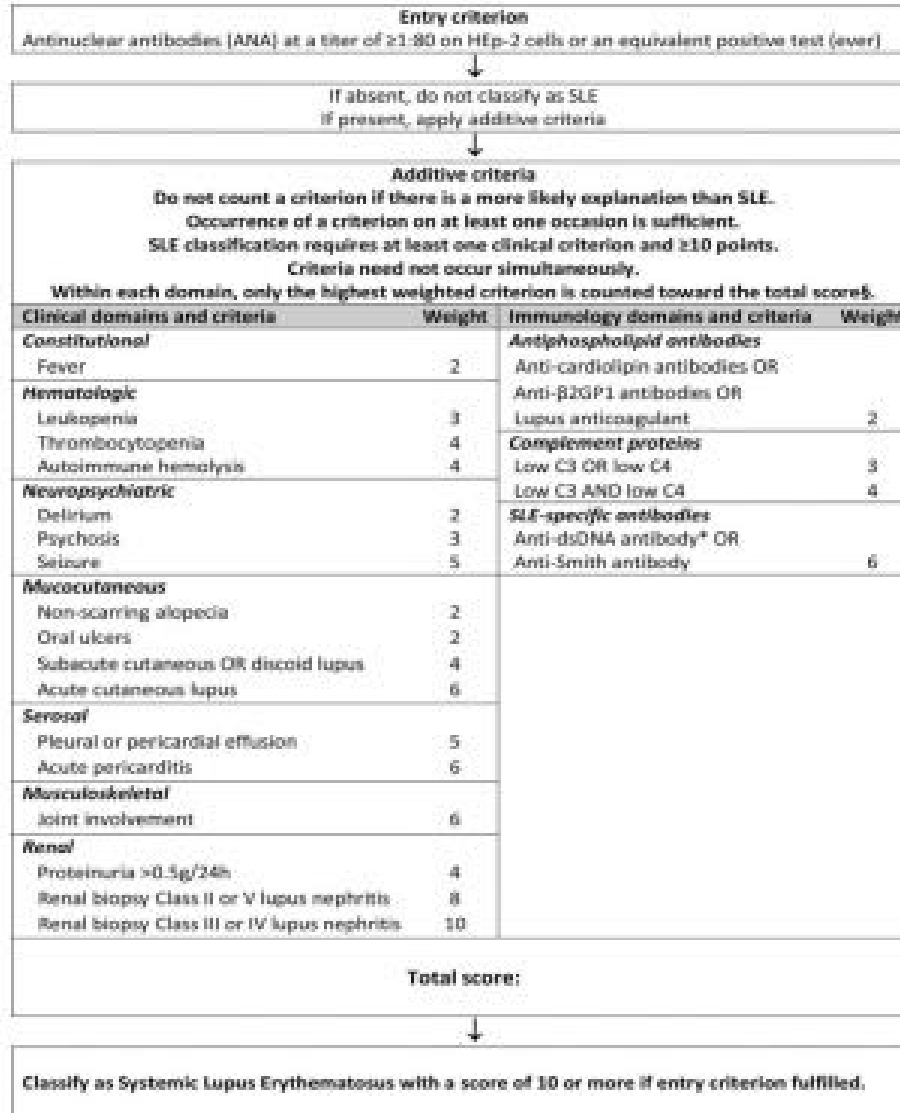 Entry criterion
Antinuclear antibodies (ANA) at a titer of ≥1:80 on HEp-2 cells or an equivalent positive test (ever)
If absent, do not classify as SLE
If present, apply additive criteria
Additive criteria
Do not count a criterion if there is a more likely explanation than SLE.
Occurrence of a criterion on at least one occasion is sufficient.
SLE classification requires at least one clinical criterion and ≥10 points.
Criteria need not occur simultaneously.
Within each domain, only the highest weighted criterion is counted toward the total score§.
Clinical domains and criteria Weight
Constitutional
Fever 2
Hematologic
Leukopenia 3
Thrombocytopenia 4
Autoimmune hemolysis 4
Neuropsychiatric
Delirium 2
Psychosis 3
Seizure 5
Mucocutaneous
Non-scarring alopecia 2
Oral ulcers 2
Subacute cutaneous OR discoid lupus 4
Acute cutaneous lupus 6
Serosal
Pleural or pericardial effusion 5
Acute pericarditis 6
Musculoskeletal
Joint involvement 6
Renal
Proteinuria >0.5g/24h 4
Renal biopsy Class II or V lupus nephritis 8
Renal biopsy Class III or IV lupus nephritis 10
Immunology domains and criteria Weight
Antiphospholipid antibodies
Anti-cardiolipin antibodies OR
Anti-β2GP1 antibodies OR
Lupus anticoagulant 2
Complement proteins
Low C3 OR low C4 3
Low C3 AND low C4 4
SLE-specific antibodies
Anti-dsDNA antibody* OR
Anti-Smith antibody 6
Total score:
Classify as Systemic Lupus Erythematosus with a score of 10 or more if entry criterion fulfilled.